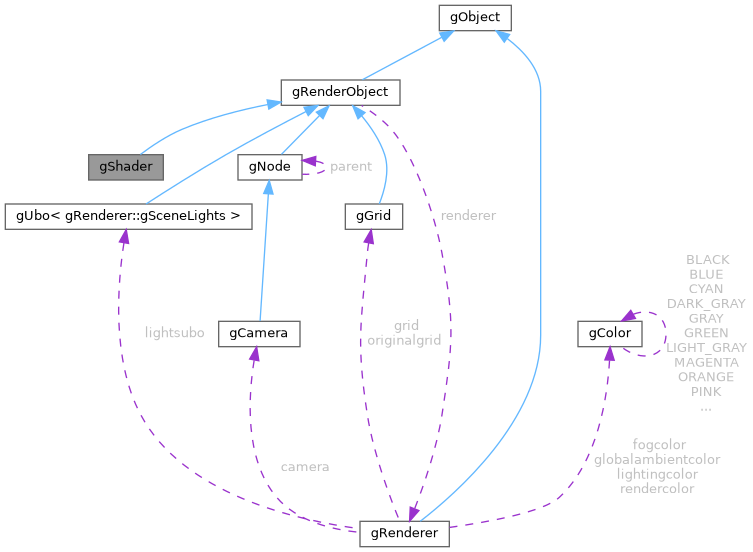 gObject
gRenderObject
gShader
gNode
parent
gUbo< gRenderer::gSceneLights >
gGrid
renderer
BLACK
BLUE
CYAN
DARK_GRAY
GRAY
GREEN
LIGHT_GRAY
MAGENTA
ORANGE
PINK
...
lightsubo
gCamera
grid
originalgrid
gColor
camera
fogcolor
globalambientcolor
lightingcolor
rendercolor
gRenderer